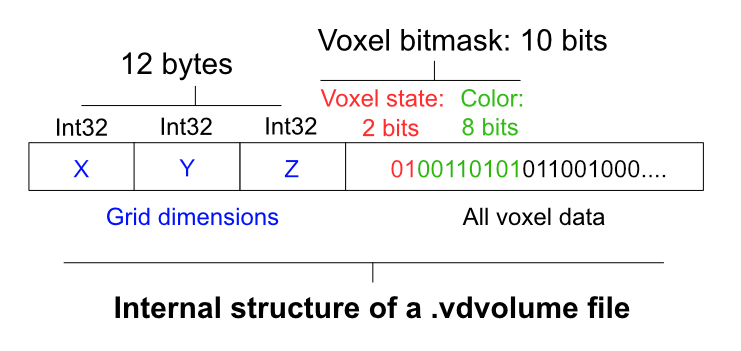 Voxel bitmask: 10 bits
12 bytes
Voxel state: Color:
Int32 Int32 Int32 2 bits 8 bits
X Y Z 0100110101011001000....
Grid dimensions All voxel data
Internal structure of a .vdvolume file